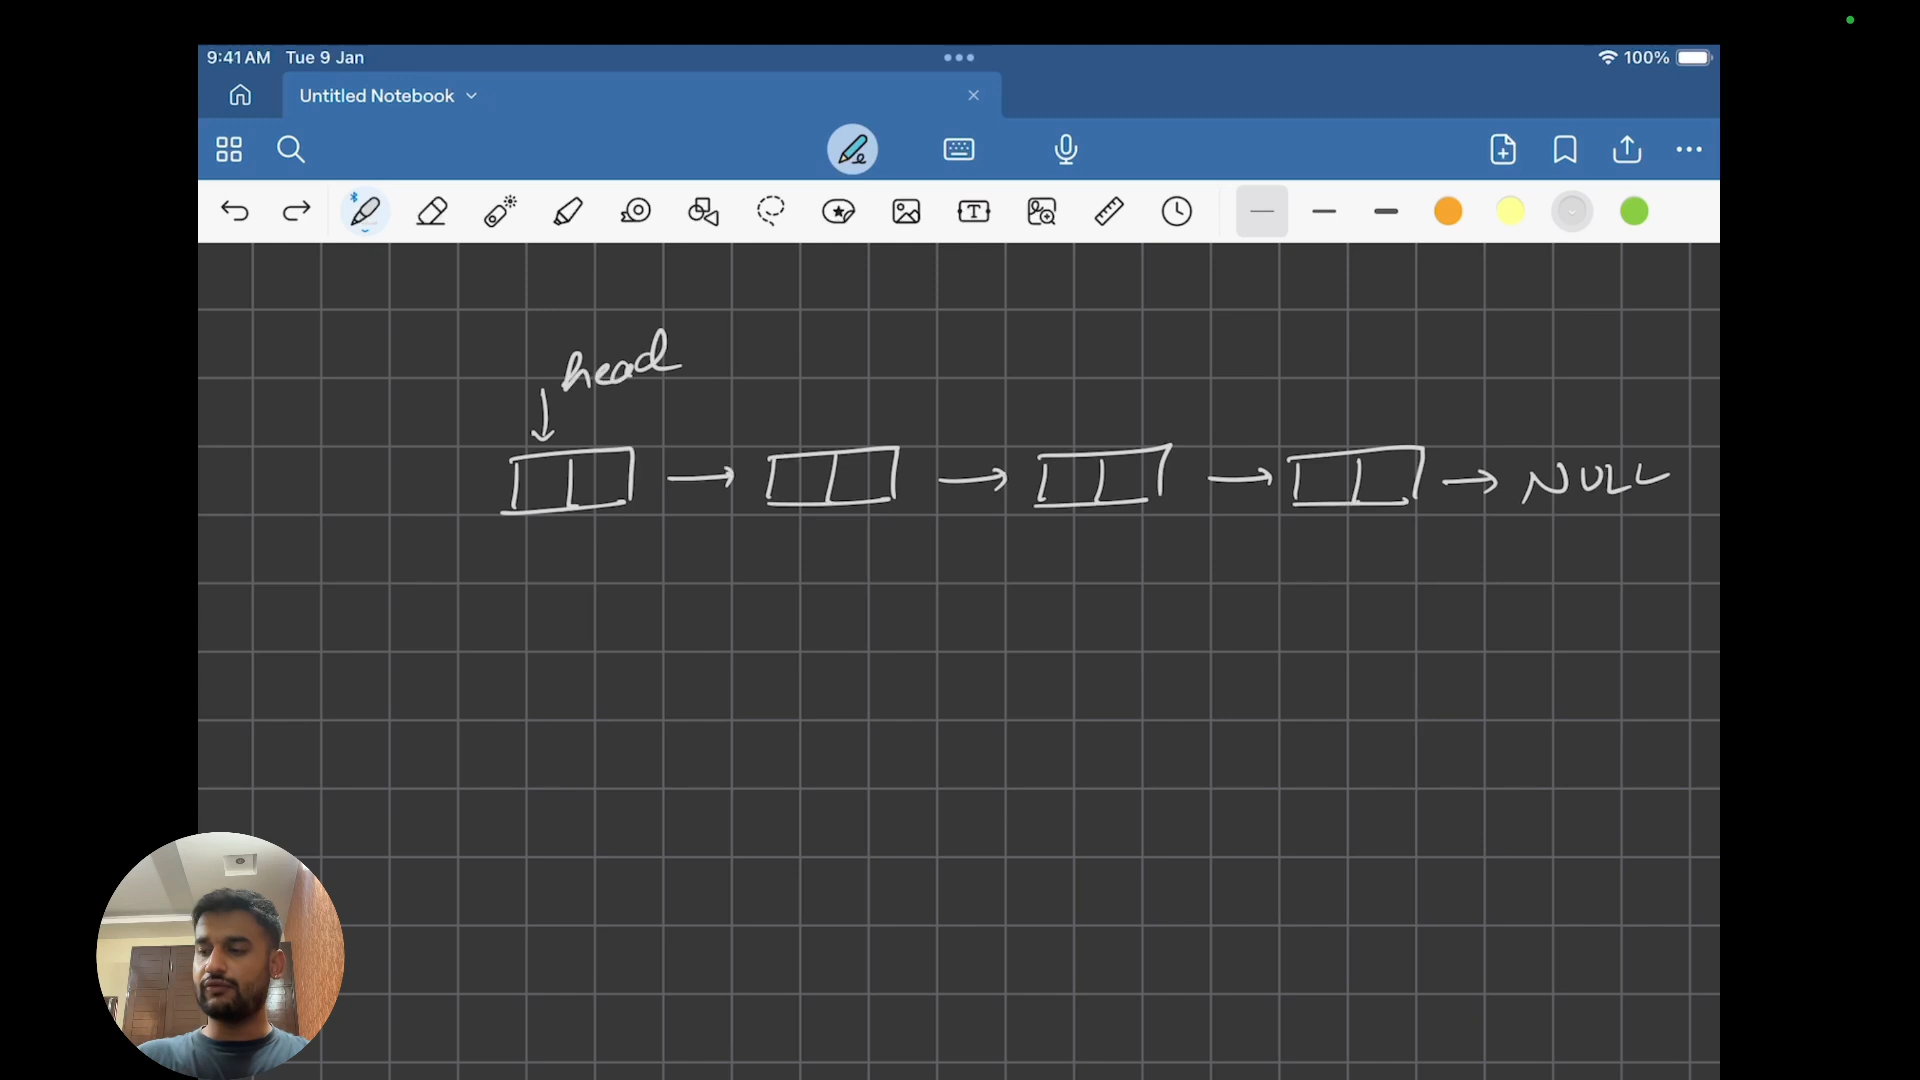 9:41 AM Tue 9 Jan 100%
Untitled Notebook
head
→ → → → NULL